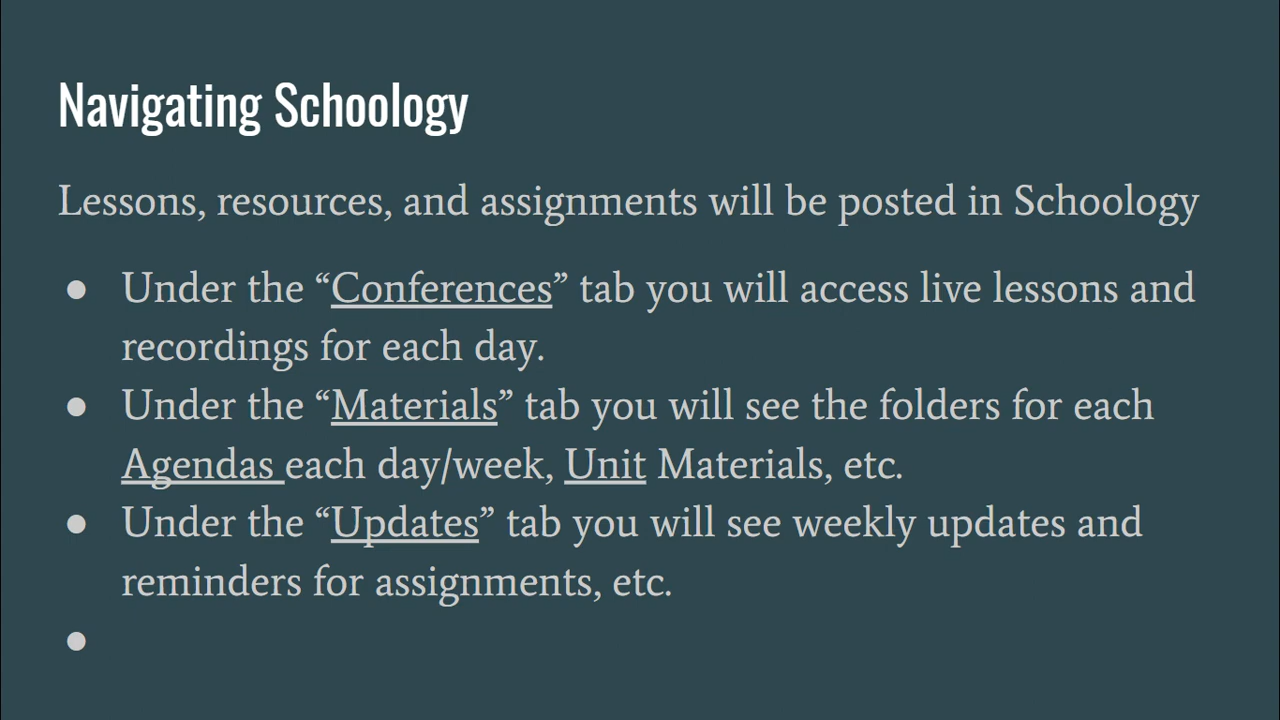 Navigating Schoology
Lessons, resources, and assignments will be posted in Schoology
● Under the “Conferences” tab you will access live lessons and
recordings for each day.
● Under the “Materials” tab you will see the folders for each
Agendas each day/week, Unit Materials, etc.
● Under the “Updates” tab you will see weekly updates and
reminders for assignments, etc.
●